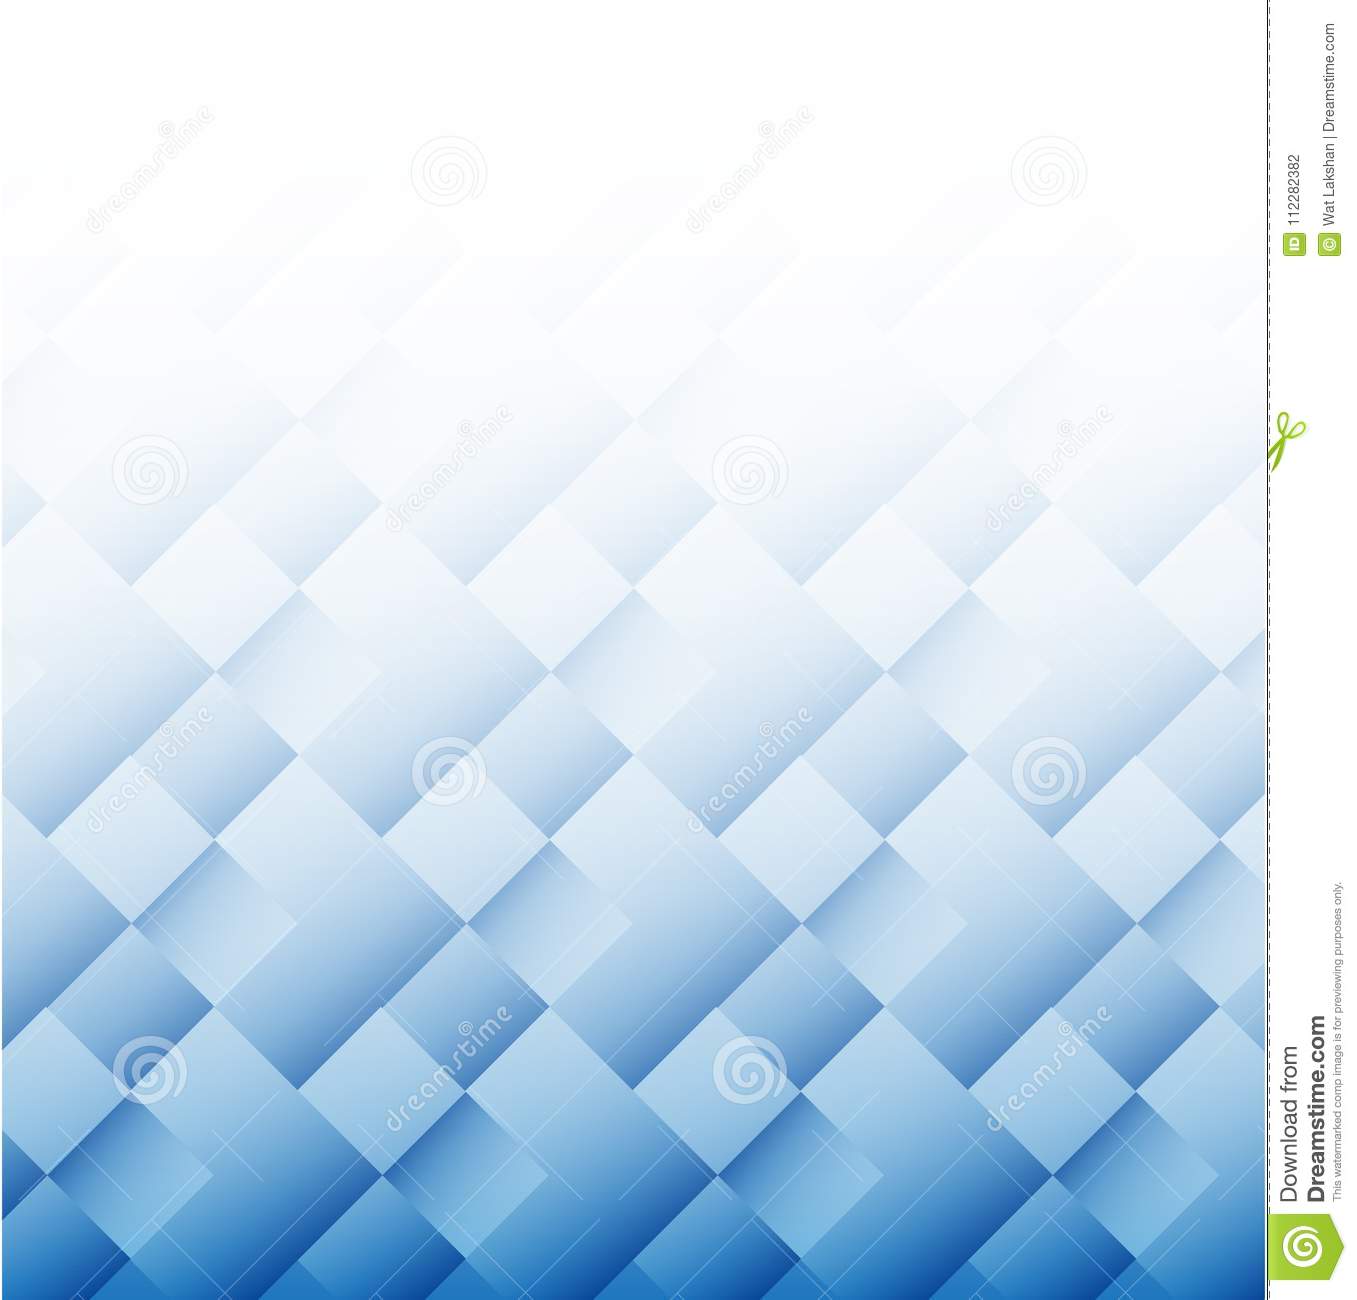 dreamstime
dreamstime
dreamstime
dreamstime
dreamstime
dreamstime
dreamstime
dreamstime
ID 112282382
© Wat Lakshan | Dreamstime.com
Download from
Dreamstime.com
This watermarked comp image is for previewing purposes only.